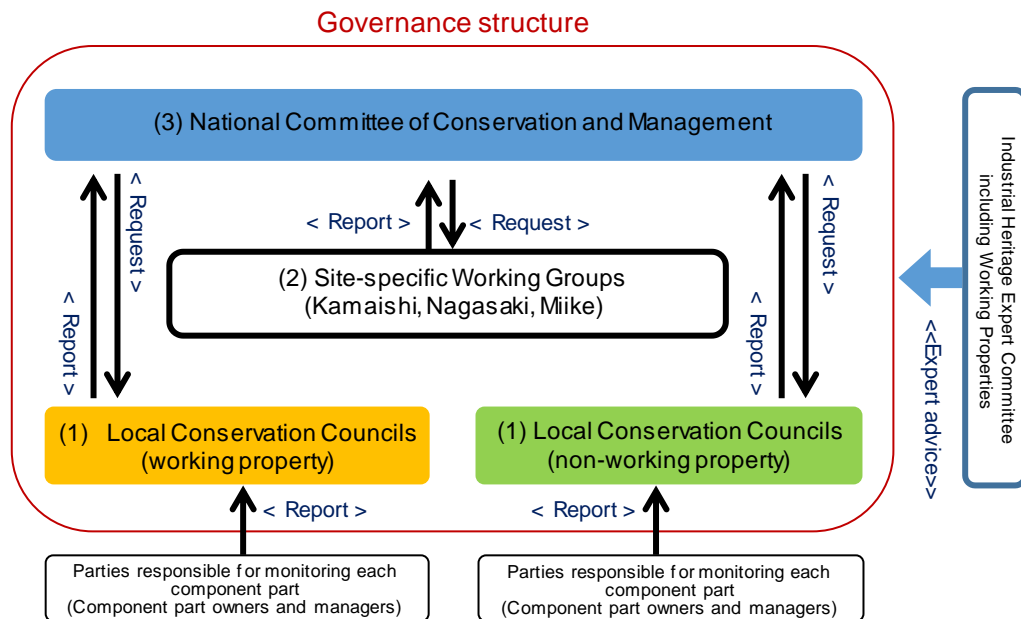 Governance structure
(3) National Committee of Conservation and Management
< Report >
< Request >
< Report >
< Request >
< Report >
< Request >
(2) Site-specific Working Groups
(Kamaishi, Nagasaki, Miike)
(1) Local Conservation Councils
(working property)
(1) Local Conservation Councils
(non-working property)
< Report >
< Report >
Parties responsible for monitoring each
component part
(Component part owners and managers)
Parties responsible for monitoring each
component part
(Component part owners and managers)
<<Expert advice>>
Industrial Heritage Expert Committee
including Working Properties